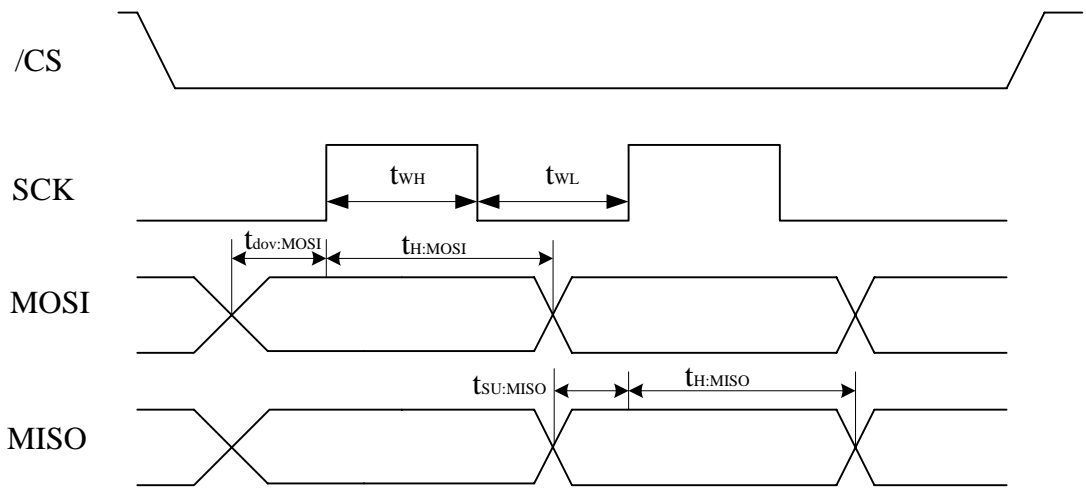 /CS
SCK
tWH
tWL
tdov:MOSI
tH:MOSI
MOSI
tSU:MISO
tH:MISO
MISO